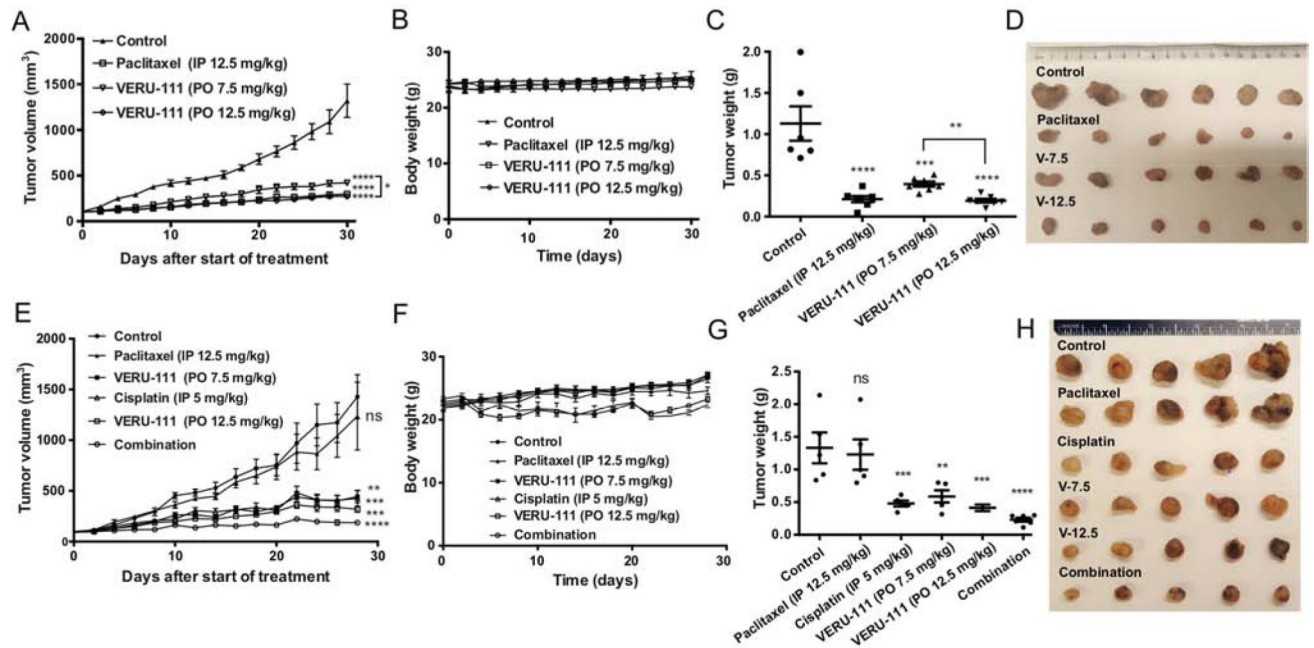 A
Tumor volume (mm³)
2000
1500
1000
500
0
0
10
20
30
Days after start of treatment
Control
Paclitaxel (IP 12.5 mg/kg)
VERU-111 (PO 7.5 mg/kg)
VERU-111 (PO 12.5 mg/kg)
****
****
****
*
B
Body weight (g)
30
20
10
0
0
10
20
30
Time (days)
Control
Paclitaxel (IP 12.5 mg/kg)
VERU-111 (PO 7.5 mg/kg)
VERU-111 (PO 12.5 mg/kg)
C
Tumor weight (g)
2.0
1.5
1.0
0.5
0.0
****
***
**
****
Control
Paclitaxel (IP 12.5 mg/kg)
VERU-111 (PO 7.5 mg/kg)
VERU-111 (PO 12.5 mg/kg)
D
Control
Paclitaxel
V-7.5
V-12.5
E
Tumor volume (mm³)
2000
1500
1000
500
0
0
10
20
30
Days after start of treatment
Control
Paclitaxel (IP 12.5 mg/kg)
VERU-111 (PO 7.5 mg/kg)
Cisplatin (IP 5 mg/kg)
VERU-111 (PO 12.5 mg/kg)
Combination
ns
**
***
***
****
F
Body weight (g)
30
20
10
0
0
10
20
30
Time (days)
Control
Paclitaxel (IP 12.5 mg/kg)
VERU-111 (PO 7.5 mg/kg)
Cisplatin (IP 5 mg/kg)
VERU-111 (PO 12.5 mg/kg)
Combination
G
Tumor weight (g)
2.5
2.0
1.5
1.0
0.5
0.0
ns
***
**
***
****
Control
Paclitaxel (IP 12.5 mg/kg)
Cisplatin (IP 5 mg/kg)
VERU-111 (PO 7.5 mg/kg)
VERU-111 (PO 12.5 mg/kg)
Combination
H
Control
Paclitaxel
Cisplatin
V-7.5
V-12.5
Combination